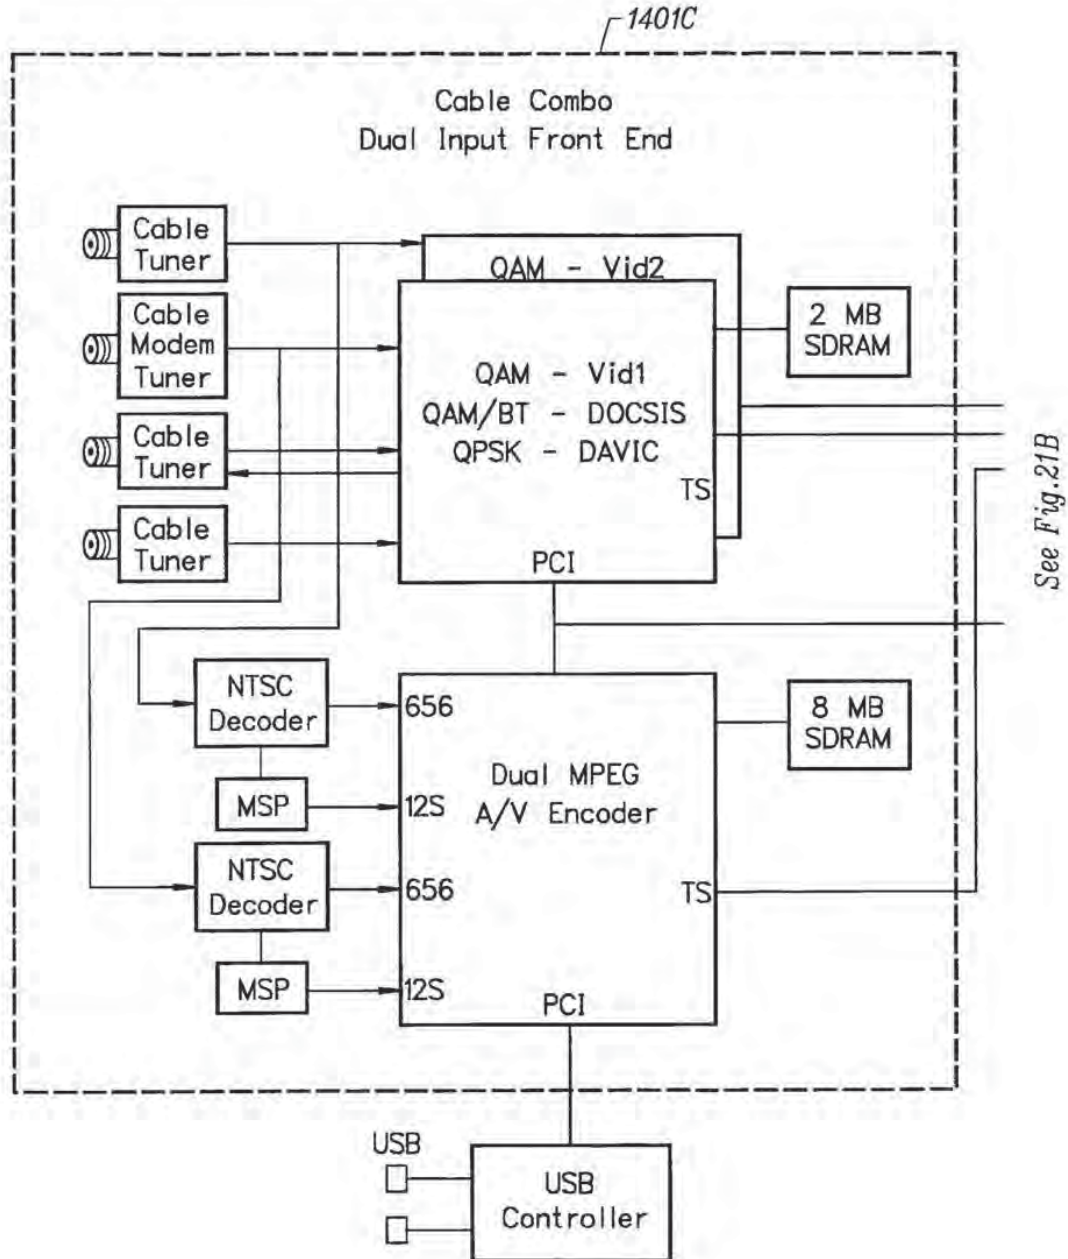 1401C
Cable Combo
Dual Input Front End
Cable
Tuner
Cable
Modem
Tuner
Cable
Tuner
Cable
Tuner
QAM - Vid2
QAM - Vid1
QAM/BT - DOCSIS
QPSK - DAVIC
TS
PCI
2 MB
SDRAM
See Fig.21B
NTSC
Decoder
MSP
NTSC
Decoder
MSP
656
12S
656
12S
Dual MPEG
A/V Encoder
TS
PCI
8 MB
SDRAM
USB
USB
Controller